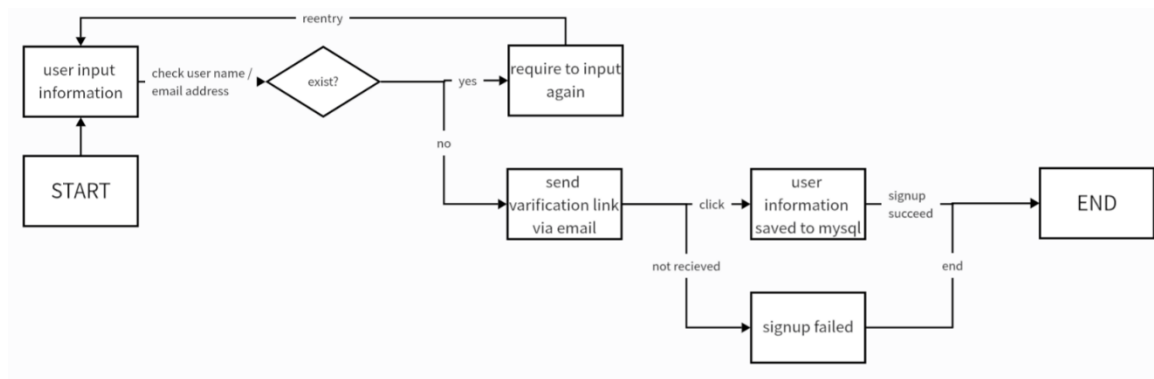 reentry
user input
information
check user name /
email address
exist?
yes
require to input
again
START
no
send
varification link
via email
click
user
information
saved to mysql
signup
succeed
END
not recieved
end
signup failed